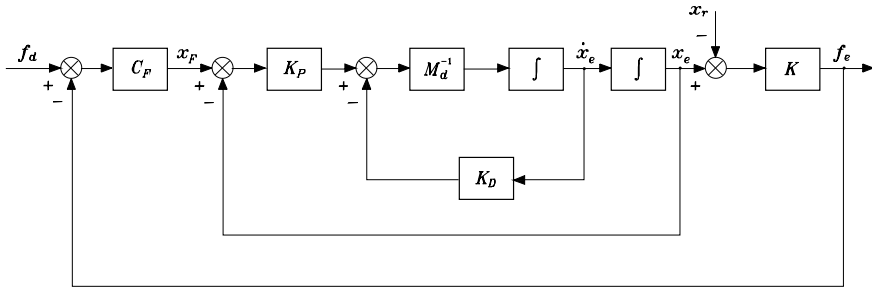 x_r
−
f_d
C_F
x_F
K_P
M_d^{-1}
∫
ẋ_e
∫
x_e
K
f_e
+
−
+
−
+
−
+
K_D